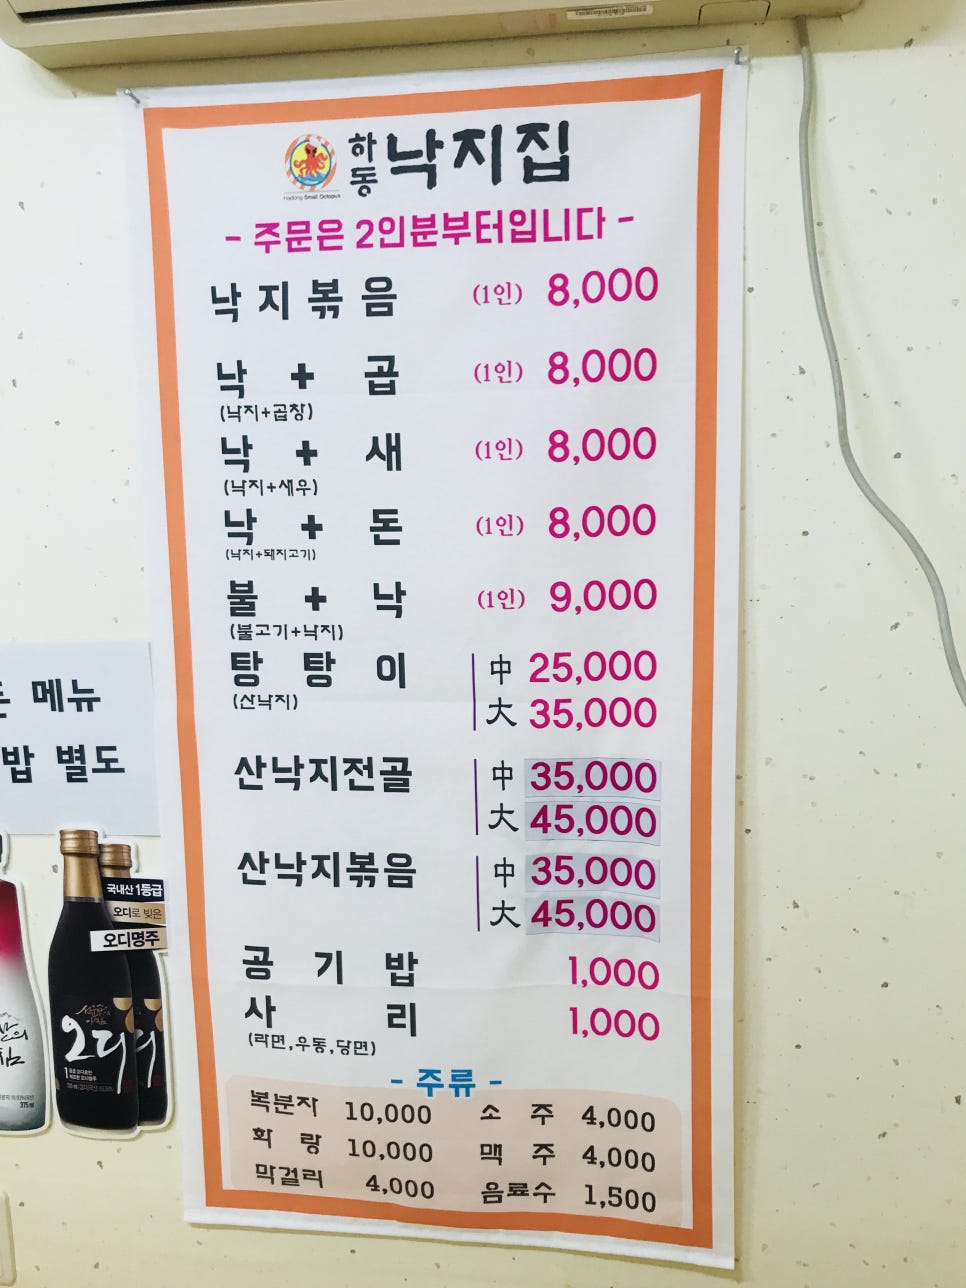 하동 낙지집
Hadong Small Octopus
- 주문은 2인분부터입니다 -
낙지볶음 (1인) 8,000
낙 + 곱 (1인) 8,000
(낙지+곱창)
낙 + 새 (1인) 8,000
(낙지+새우)
낙 + 돈 (1인) 8,000
(낙지+돼지고기)
불 + 낙 (1인) 9,000
(불고기+낙지)
탕탕이 中 25,000
(산낙지) 大 35,000
산낙지전골 中 35,000
大 45,000
산낙지볶음 中 35,000
大 45,000
공기밥 1,000
사리 1,000
(라면,우동,당면)
- 주류 -
복분자 10,000 소주 4,000
화랑 10,000 맥주 4,000
막걸리 4,000 음료수 1,500
메뉴
밥 별도
국내산 1등급
오디로 빚은
오디명주
오디
375㎖